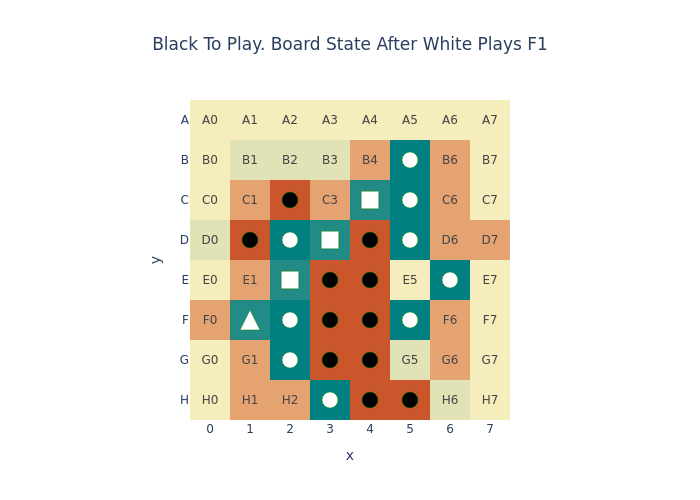 Black To Play. Board State After White Plays F1
A A0 A1 A2 A3 A4 A5 A6 A7
B B0 B1 B2 B3 B4 B6 B7
C C0 C1 C3 C6 C7
D D0 D6 D7
E E0 E1 E5 E7
F F0 F6 F7
G G0 G1 G5 G6 G7
H H0 H1 H2 H6 H7
0 1 2 3 4 5 6 7
x
y